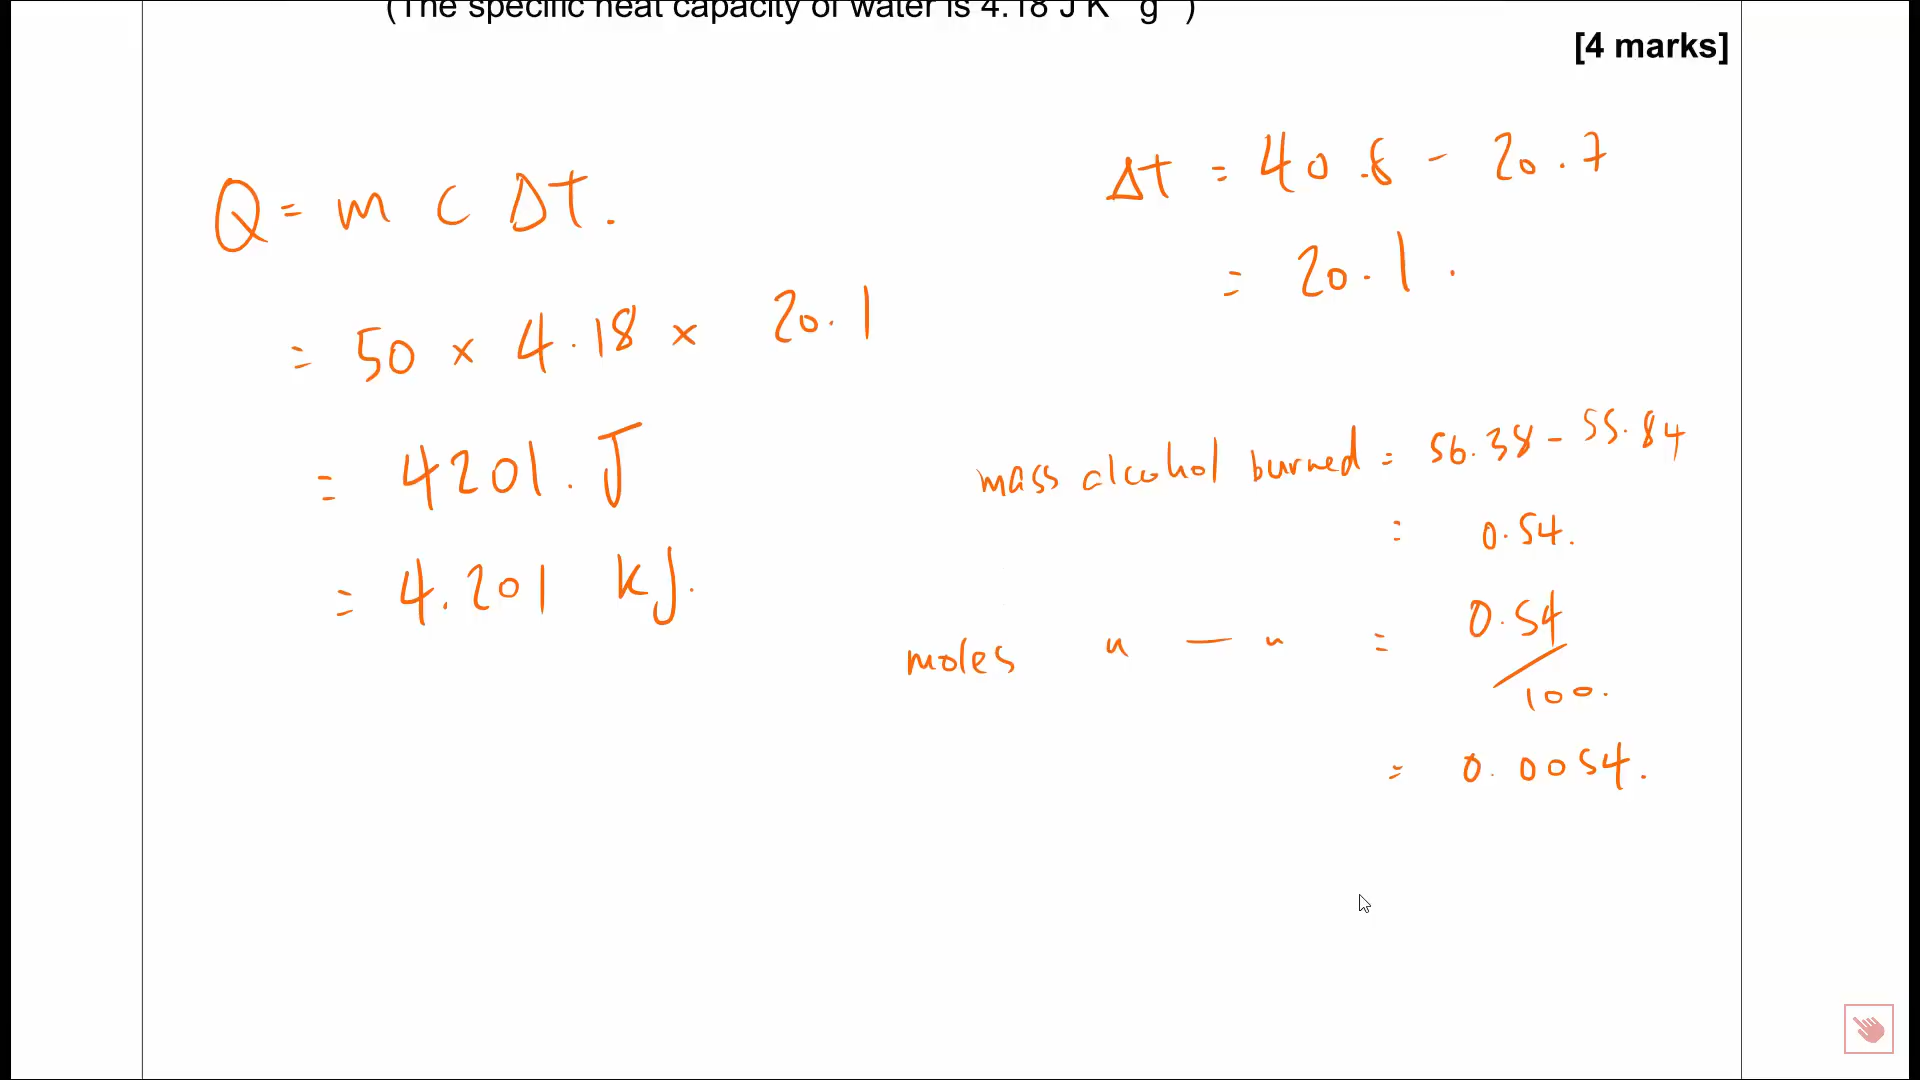 (The specific heat capacity of water is 4.18 J K g )
[4 marks]
Q = m c Δt.
= 50 × 4.18 × 20.1
= 4201. J
= 4.201 kJ.
Δt = 40.8 - 20.7
= 20.1.
mass alcohol burned = 56.38 - 55.84
= 0.54.
moles " — " = 0.54/100.
= 0.0054.